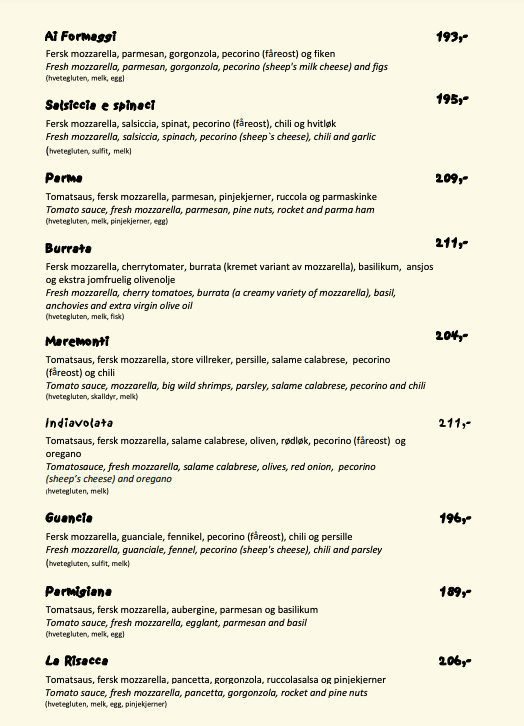 Ai Formaggi 193,-
Fersk mozzarella, parmesan, gorgonzola, pecorino (fåreost) og fiken
Fresh mozzarella, parmesan, gorgonzola, pecorino (sheep's milk cheese) and figs
(hvetegluten, melk, egg)
Salsiccia e spinaci 195,-
Fersk mozzarella, salsiccia, spinat, pecorino (fåreost), chili og hvitløk
Fresh mozzarella, salsiccia, spinach, pecorino (sheep`s cheese), chili and garlic
(hvetegluten, sulfit, melk)
Parma 209,-
Tomatsaus, fersk mozzarella, parmesan, pinjekjerner, ruccola og parmaskinke
Tomato sauce, fresh mozzarella, parmesan, pine nuts, rocket and parma ham
(hvetegluten, melk, pinjekjerner, egg)
Burrata 211,-
Fersk mozzarella, cherrytomater, burrata (kremet variant av mozzarella), basilikum, ansjos
og ekstra jomfruelig olivenolje
Fresh mozzarella, cherry tomatoes, burrata (a creamy variety of mozzarella), basil,
anchovies and extra virgin olive oil
(hvetegluten, melk, fisk)
Maremonti 204,-
Tomatsaus, fersk mozzarella, store villreker, persille, salame calabrese, pecorino
(fåreost) og chili
Tomato sauce, mozzarella, big wild shrimps, parsley, salame calabrese, pecorino and chili
(hvetegluten, skalldyr, melk)
Indiavolata 211,-
Tomatsaus, fersk mozzarella, salame calabrese, oliven, rødløk, pecorino (fåreost) og
oregano
Tomatosauce, fresh mozzarella, salame calabrese, olives, red onion, pecorino
(sheep's cheese) and oregano
(hvetegluten, melk)
Guancia 196,-
Fersk mozzarella, guanciale, fennikel, pecorino (fåreost), chili og persille
Fresh mozzarella, guanciale, fennel, pecorino (sheep's cheese), chili and parsley
(hvetegluten, sulfit, melk)
Parmigiana 189,-
Tomatsaus, fersk mozzarella, aubergine, parmesan og basilikum
Tomato sauce, fresh mozzarella, egglant, parmesan and basil
(hvetegluten, melk, egg)
La Risacca 206,-
Tomatsaus, fersk mozzarella, pancetta, gorgonzola, ruccolasalsa og pinjekjerner
Tomato sauce, fresh mozzarella, pancetta, gorgonzola, rocket and pine nuts
(hvetegluten, melk, egg, pinjekjerner)